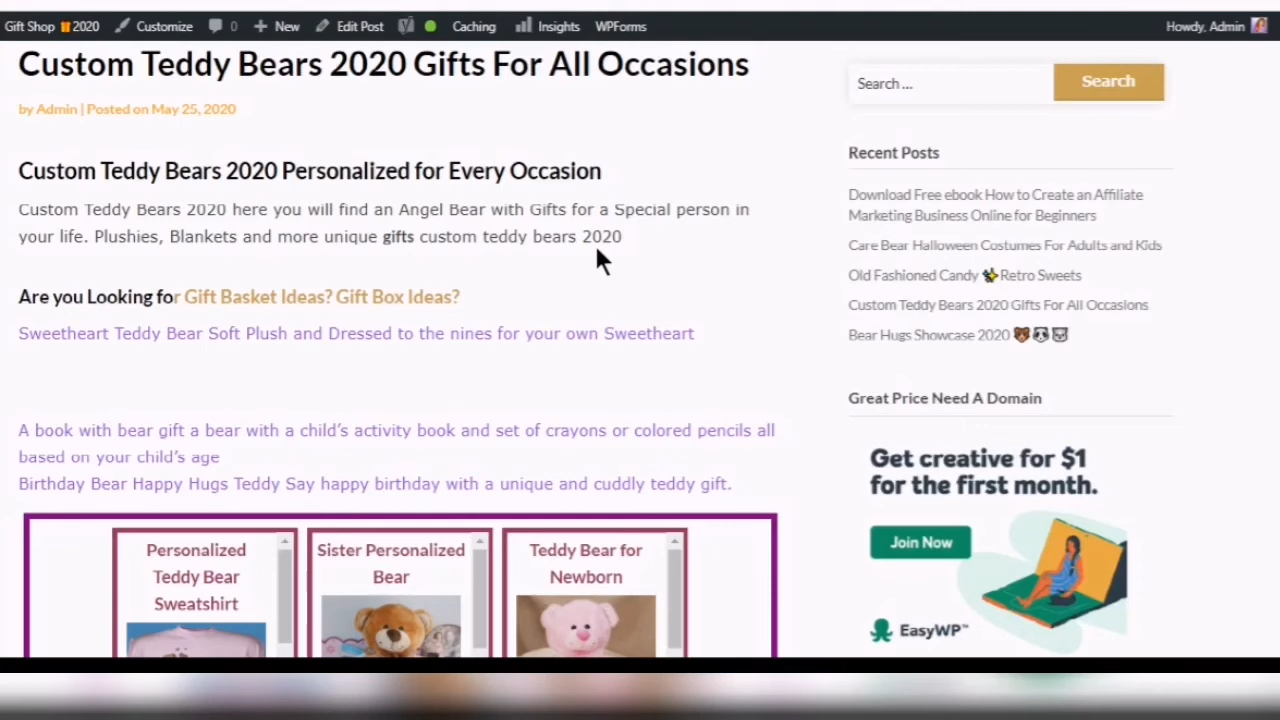 Gift Shop 🎁2020 Customize 0 New Edit Post Caching Insights WPForms Howdy, Admin
Custom Teddy Bears 2020 Gifts For All Occasions
by Admin | Posted on May 25, 2020
Custom Teddy Bears 2020 Personalized for Every Occasion
Custom Teddy Bears 2020 here you will find an Angel Bear with Gifts for a Special person in
your life. Plushies, Blankets and more unique gifts custom teddy bears 2020
Are you Looking for Gift Basket Ideas? Gift Box Ideas?
Sweetheart Teddy Bear Soft Plush and Dressed to the nines for your own Sweetheart
A book with bear gift a bear with a child's activity book and set of crayons or colored pencils all
based on your child's age
Birthday Bear Happy Hugs Teddy Say happy birthday with a unique and cuddly teddy gift.
Personalized
Teddy Bear
Sweatshirt
Sister Personalized
Bear
Teddy Bear for
Newborn
Search ...
Search
Recent Posts
Download Free ebook How to Create an Affiliate
Marketing Business Online for Beginners
Care Bear Halloween Costumes For Adults and Kids
Old Fashioned Candy ✨Retro Sweets
Custom Teddy Bears 2020 Gifts For All Occasions
Bear Hugs Showcase 2020 🐻🐼🐨
Great Price Need A Domain
Get creative for $1
for the first month.
Join Now
EasyWP™